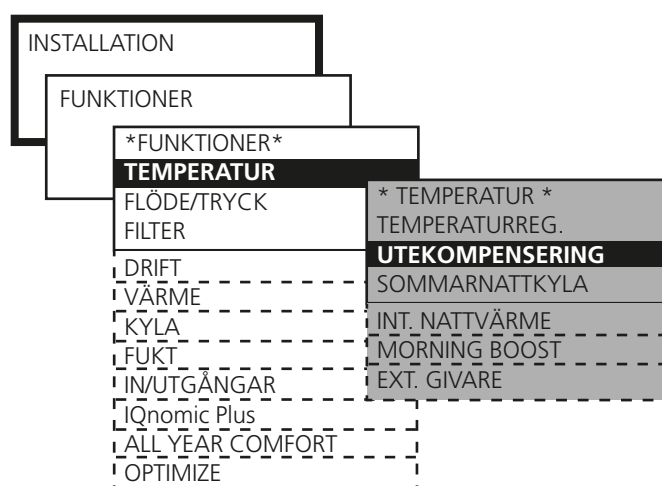 INSTALLATION
FUNKTIONER
*FUNKTIONER*
TEMPERATUR
FLÖDE/TRYCK
FILTER
DRIFT
VÄRME
KYLA
FUKT
IN/UTGÅNGAR
IQnomic Plus
ALL YEAR COMFORT
OPTIMIZE
* TEMPERATUR *
TEMPERATURREG.
UTEKOMPENSERING
SOMMARNATTKYLA
INT. NATTVÄRME
MORNING BOOST
EXT. GIVARE